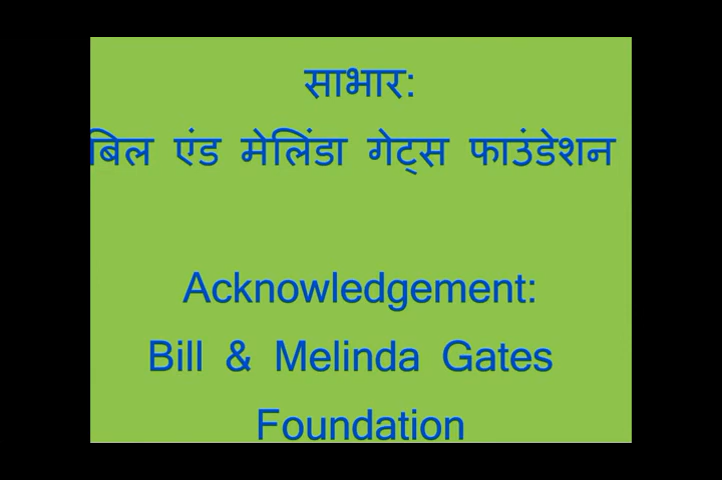 साभार:
बिल एंड मेलिंडा गेट्स फाउंडेशन
Acknowledgement:
Bill & Melinda Gates
Foundation